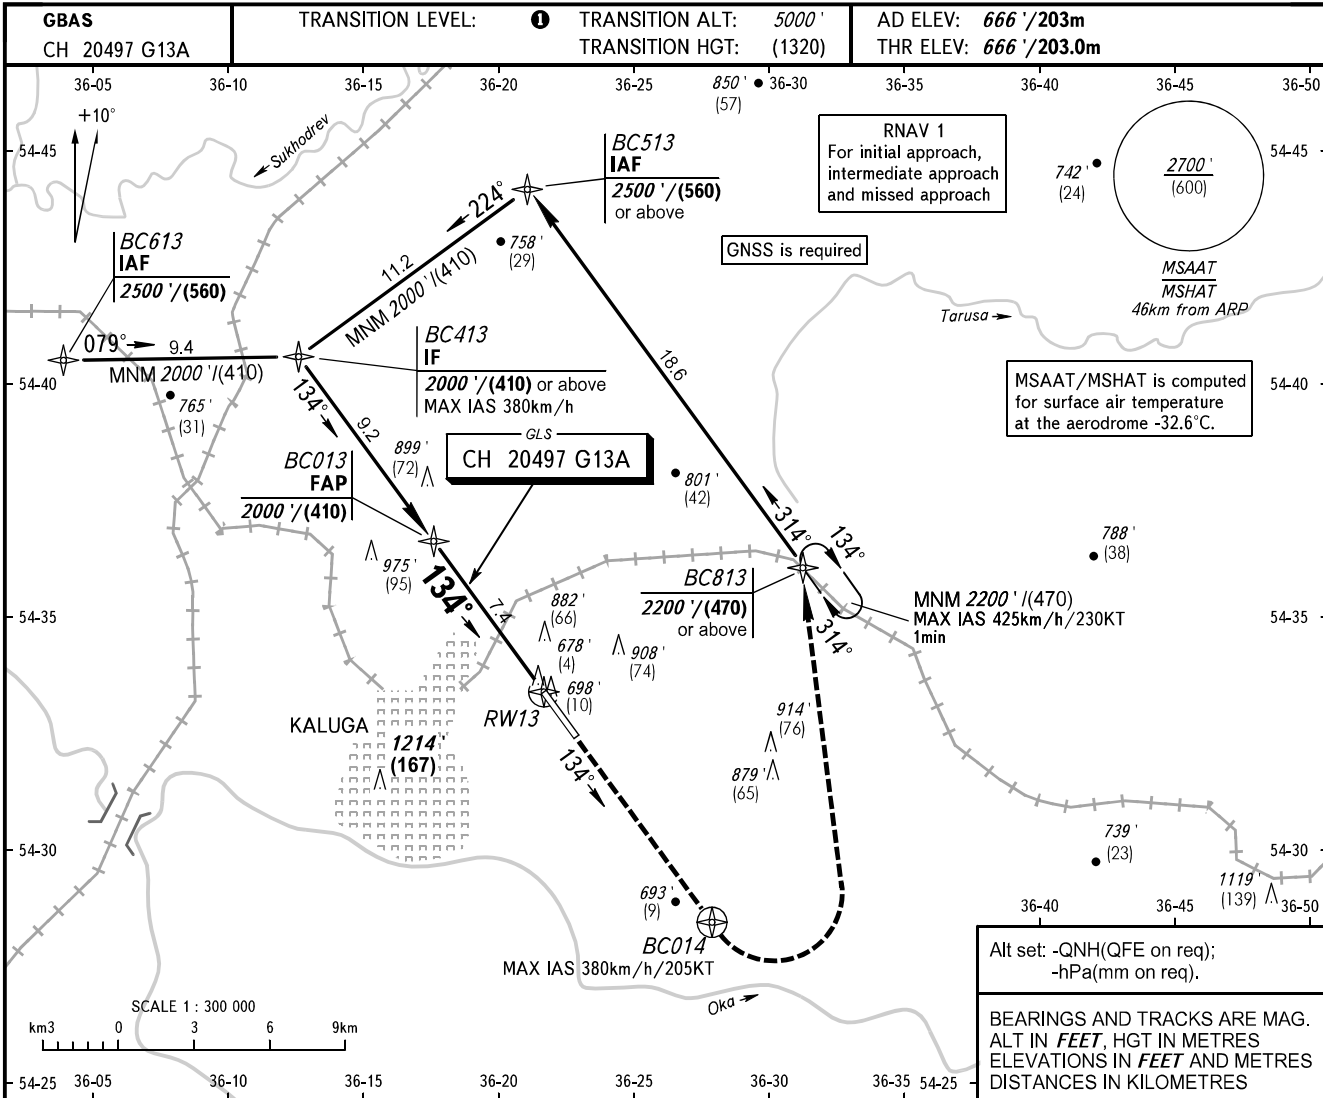 GBAS
CH 20497 G13A
TRANSITION LEVEL:
1 TRANSITION ALT: 5000 '
TRANSITION HGT: (1320)
AD ELEV: 666 '/203m
THR ELEV: 666 '/203.0m
36-05 36-10 36-15 36-20 36-25 36-30 36-35 36-40 36-45 36-50
850 '
(57)
+10°
Sukhodrev
54-45
54-45
BC513
IAF
2500 '/(560)
or above
RNAV 1
For initial approach,
intermediate approach
and missed approach
742 '
(24)
2700 '
(600)
MSAAT
MSHAT
46km from ARP
224°
BC613
IAF
2500 '/(560)
758 '
(29)
GNSS is required
11.2
MNM 2000 '/(410)
Tarusa
079°
9.4
MNM 2000 '/(410)
BC413
IF
2000 '/(410) or above
MAX IAS 380km/h
18.6
54-40
54-40
MSAAT/MSHAT is computed
for surface air temperature
at the aerodrome -32.6°C.
765 '
(31)
134°
9.2
899 '
(72)
GLS
CH 20497 G13A
BC013
FAP
2000 '/(410)
801 '
(42)
314°
134°
788 '
(38)
975 '
(95)
134°
7.4
BC813
2200 '/(470)
or above
MNM 2200 ' /(470)
MAX IAS 425km/h/230KT
1min
314°
54-35
54-35
882 '
(66)
678 '
(4)
908 '
(74)
698 '
(10)
RW13
KALUGA
1214 '
(167)
914 '
(76)
879 '
(65)
134°
54-30
54-30
739 '
(23)
1119 '
(139)
693 '
(9)
BC014
MAX IAS 380km/h/205KT
36-40 36-45 36-50
Oka
Alt set: -QNH(QFE on req);
-hPa(mm on req).
SCALE 1 : 300 000
km3 0 3 6 9km
BEARINGS AND TRACKS ARE MAG.
ALT IN FEET, HGT IN METRES
ELEVATIONS IN FEET AND METRES
DISTANCES IN KILOMETRES
54-25 36-05 36-10 36-15 36-20 36-25 36-30 36-35 54-25